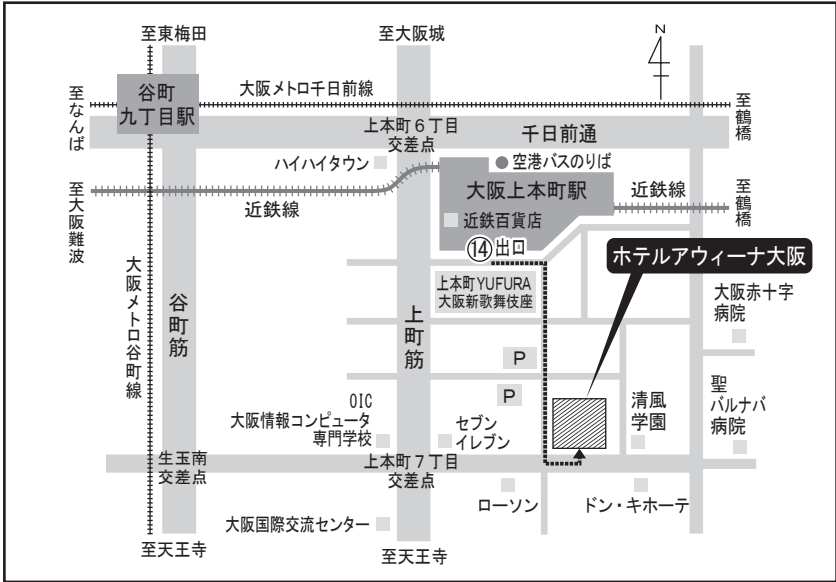 至東梅田
至大阪城
N
谷町
九丁目駅
大阪メトロ千日前線
至なんば
至鶴橋
上本町6丁目
交差点
千日前通
ハイハイタウン
空港バスのりば
大阪上本町駅
近鉄線
至大阪難波
近鉄線
至鶴橋
近鉄百貨店
⑭出口
ホテルアウィーナ大阪
上本町YUFURA
大阪新歌舞伎座
大阪赤十字
病院
大阪メトロ谷町線
谷町筋
上町筋
P
P
OIC
大阪情報コンピュータ
専門学校
セブン
イレブン
清風
学園
聖
バルナバ
病院
生玉南
交差点
上本町7丁目
交差点
ローソン
ドン・キホーテ
大阪国際交流センター
至天王寺
至天王寺